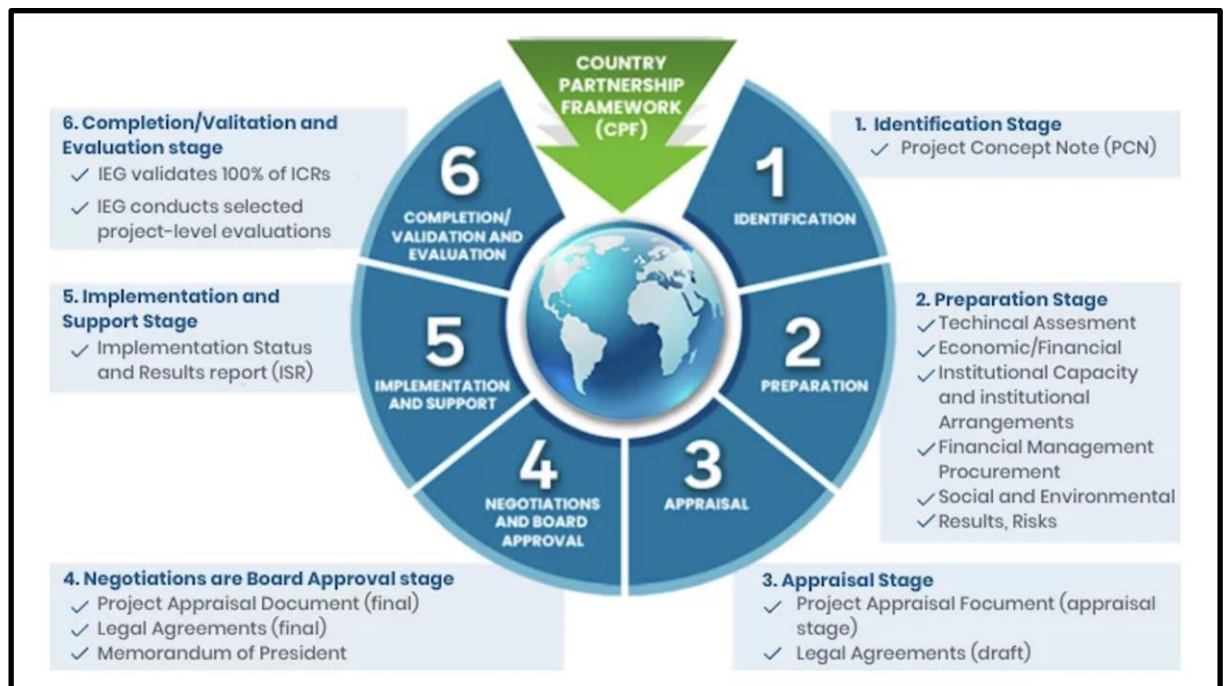 COUNTRY
PARTNERSHIP
FRAMEWORK
(CPF)
1
IDENTIFICATION
2
PREPARATION
3
APPRAISAL
4
NEGOTIATIONS
AND BOARD
APPROVAL
5
IMPLEMENTATION
AND SUPPORT
6
COMPLETION/
VALIDATION AND
EVALUATION
1. Identification Stage
Project Concept Note (PCN)
2. Preparation Stage
Techincal Assesment
Economic/Financial
Institutional Capacity
and institutional
Arrangements
Financial Management
Procurement
Social and Environmental
Results, Risks
3. Appraisal Stage
Project Appraisal Focument (appraisal
stage)
Legal Agreements (draft)
4. Negotiations are Board Approval stage
Project Appraisal Document (final)
Legal Agreements (final)
Memorandum of President
5. Implementation and
Support Stage
Implementation Status
and Results report (ISR)
6. Completion/Valitation and
Evaluation stage
IEG validates 100% of ICRs
IEG conducts selected
project-level evaluations